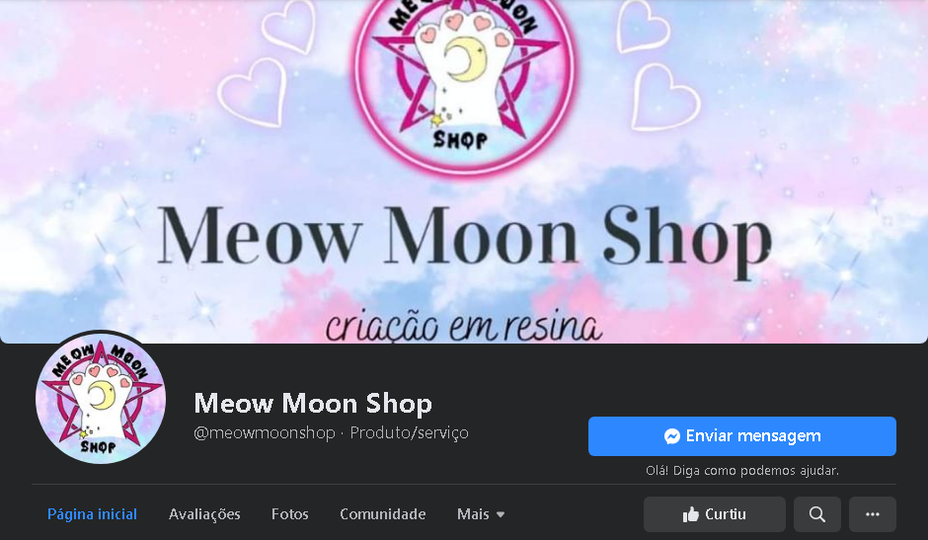 MEOW MOON
SHOP
Meow Moon Shop
criação em resina
MEOW MOON
SHOP
Meow Moon Shop
@meowmoonshop · Produto/serviço
Enviar mensagem
Olá! Diga como podemos ajudar.
Página inicial Avaliações Fotos Comunidade Mais Curtiu